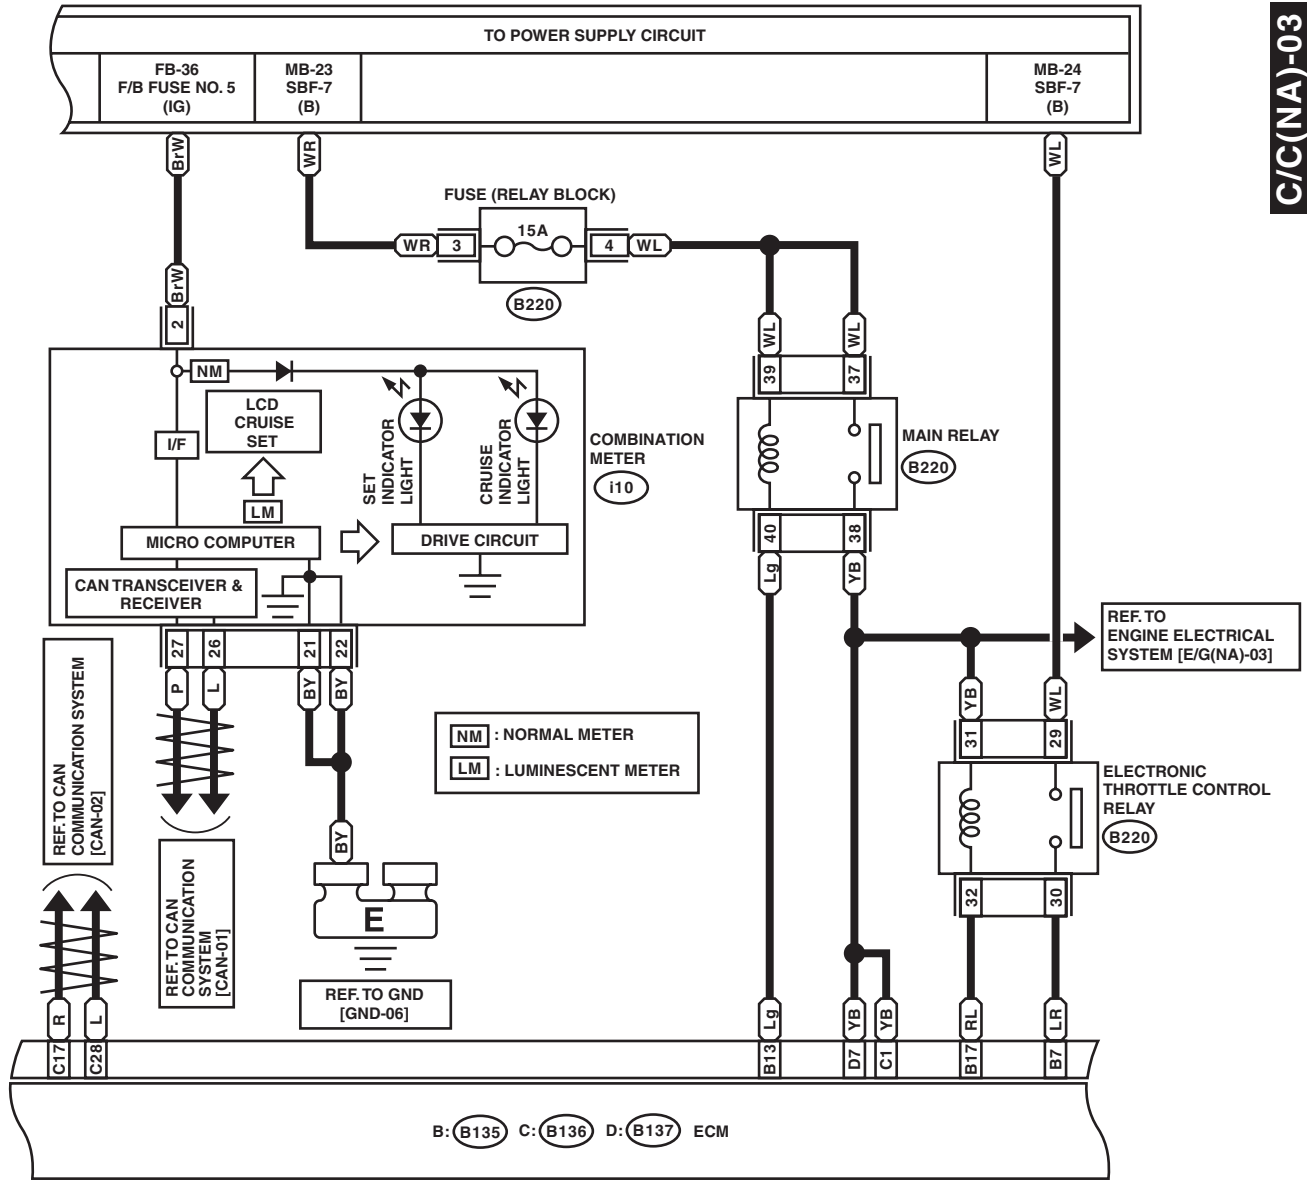 C/C(NA)-03
TO POWER SUPPLY CIRCUIT
FB-36
F/B FUSE NO. 5
(IG)
MB-23
SBF-7
(B)
MB-24
SBF-7
(B)
BrW
WR
WL
FUSE (RELAY BLOCK)
WR
3
15A
4
WL
B220
BrW
2
WL
WL
39
37
NM
LCD
CRUISE
SET
I/F
LM
SET
INDICATOR
LIGHT
CRUISE
INDICATOR
LIGHT
COMBINATION
METER
i10
MAIN RELAY
B220
MICRO COMPUTER
DRIVE CIRCUIT
CAN TRANSCEIVER &
RECEIVER
40
38
Lg
YB
27
26
21
22
P
L
BY
BY
REF. TO
ENGINE ELECTRICAL
SYSTEM [E/G(NA)-03]
YB
WL
31
29
NM : NORMAL METER
LM : LUMINESCENT METER
ELECTRONIC
THROTTLE CONTROL
RELAY
B220
REF. TO CAN
COMMUNICATION SYSTEM
[CAN-02]
REF. TO CAN
COMMUNICATION
SYSTEM
[CAN-01]
BY
E
REF. TO GND
[GND-06]
32
30
R
L
Lg
YB
YB
RL
LR
C17
C28
B13
D7
C1
B17
B7
B: B135 C: B136 D: B137 ECM